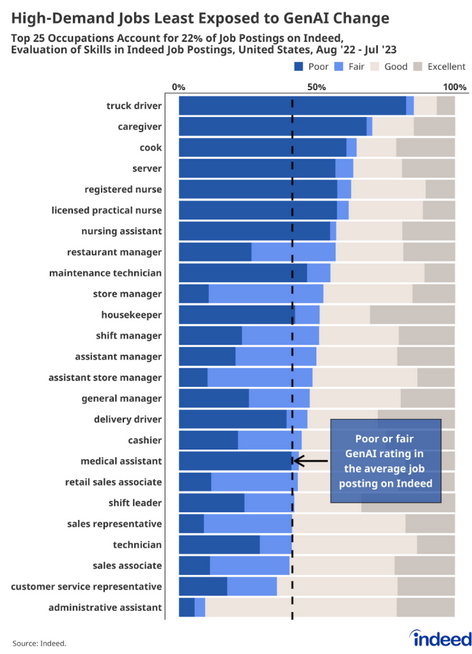 High-Demand Jobs Least Exposed to GenAI Change
Top 25 Occupations Account for 22% of Job Postings on Indeed,
Evaluation of Skills in Indeed Job Postings, United States, Aug '22 - Jul '23
Poor Fair Good Excellent
0% 50% 100%
truck driver
caregiver
cook
server
registered nurse
licensed practical nurse
nursing assistant
restaurant manager
maintenance technician
store manager
housekeeper
shift manager
assistant manager
assistant store manager
general manager
delivery driver
cashier
medical assistant
retail sales associate
shift leader
sales representative
technician
sales associate
customer service representative
administrative assistant
Poor or fair
GenAI rating in
the average job
posting on Indeed
Source: Indeed.
indeed